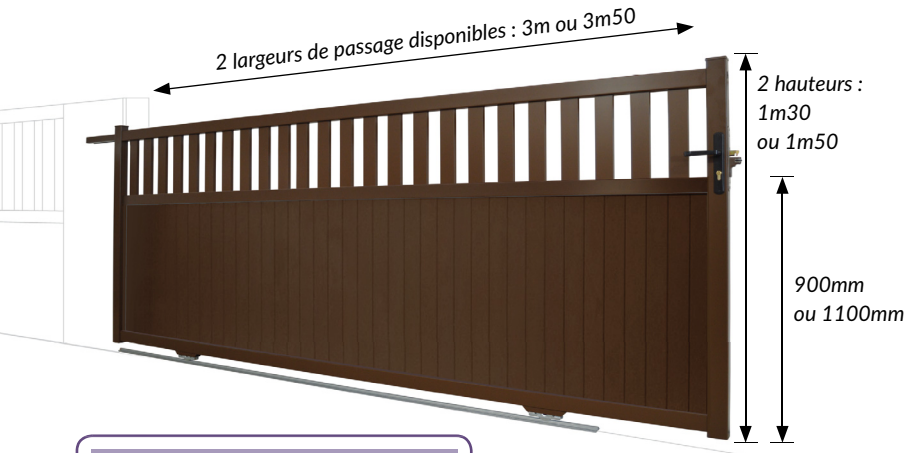 2 largeurs de passage disponibles : 3m ou 3m50
2 hauteurs :
1m30
ou 1m50
900mm
ou 1100mm